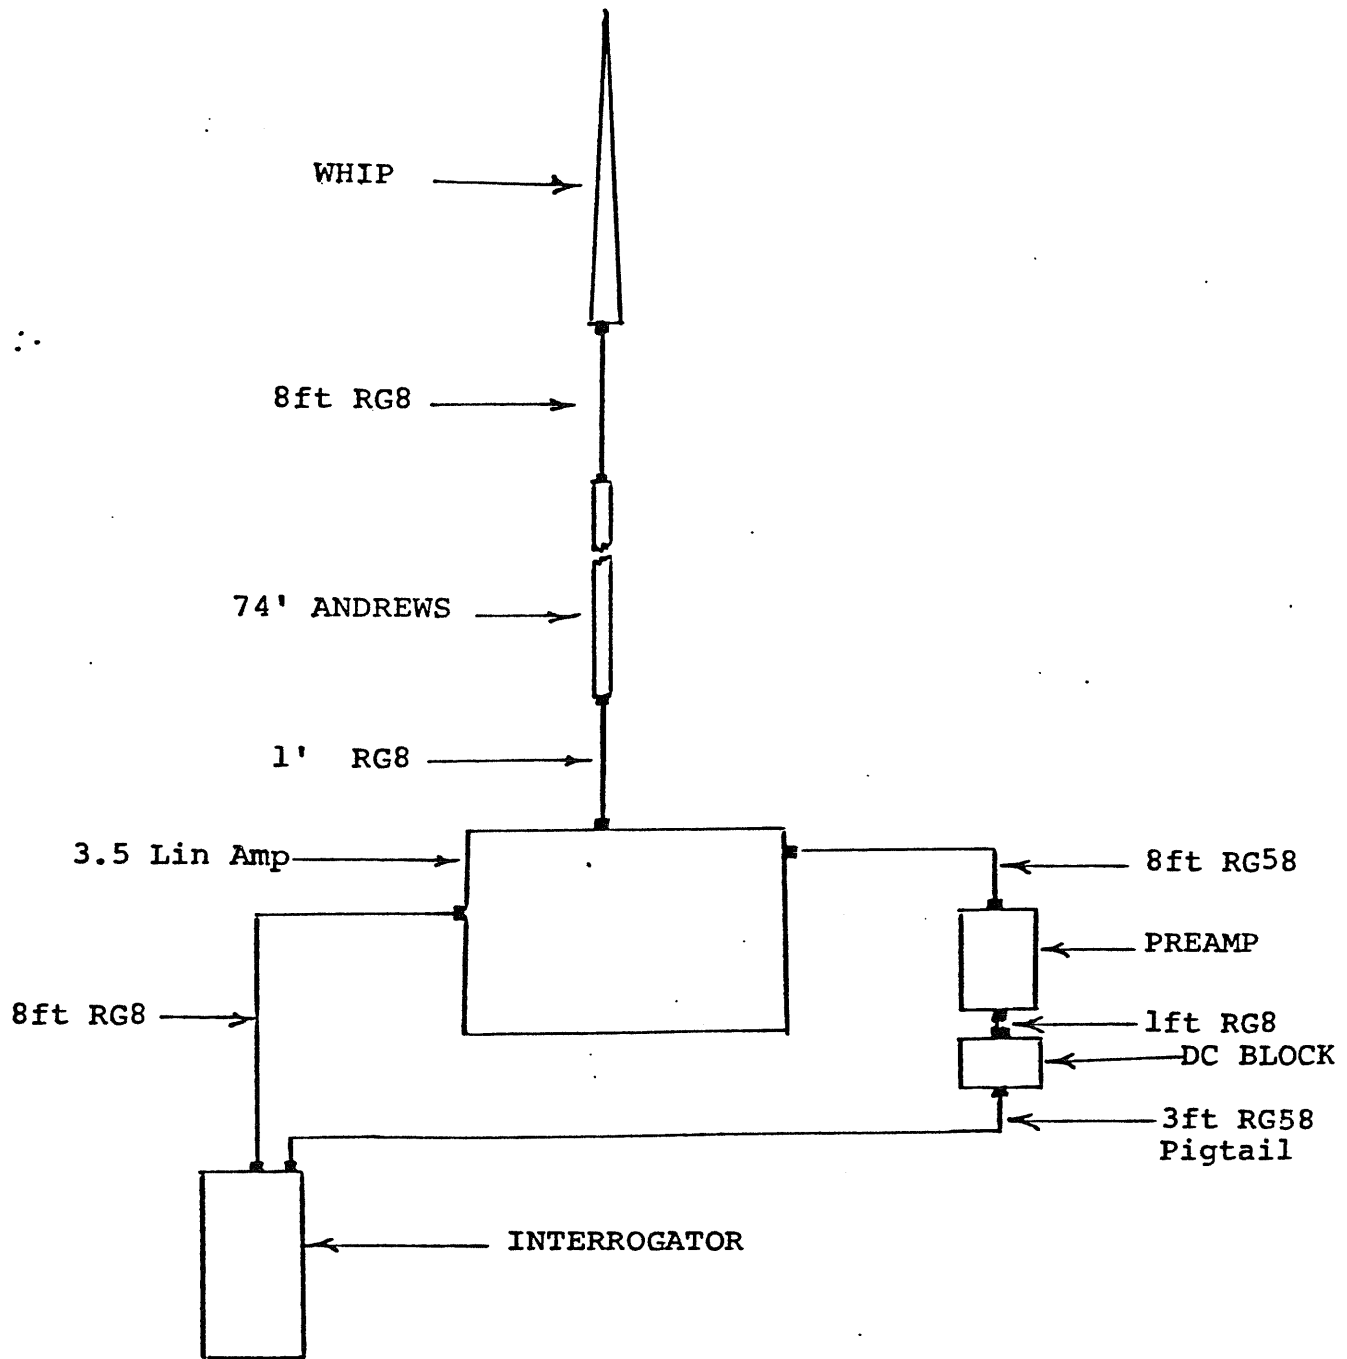 WHIP
8ft RG8
74' ANDREWS
1' RG8
3.5 Lin Amp
8ft RG58
PREAMP
8ft RG8
1ft RG8
DC BLOCK
3ft RG58
Pigtail
INTERROGATOR